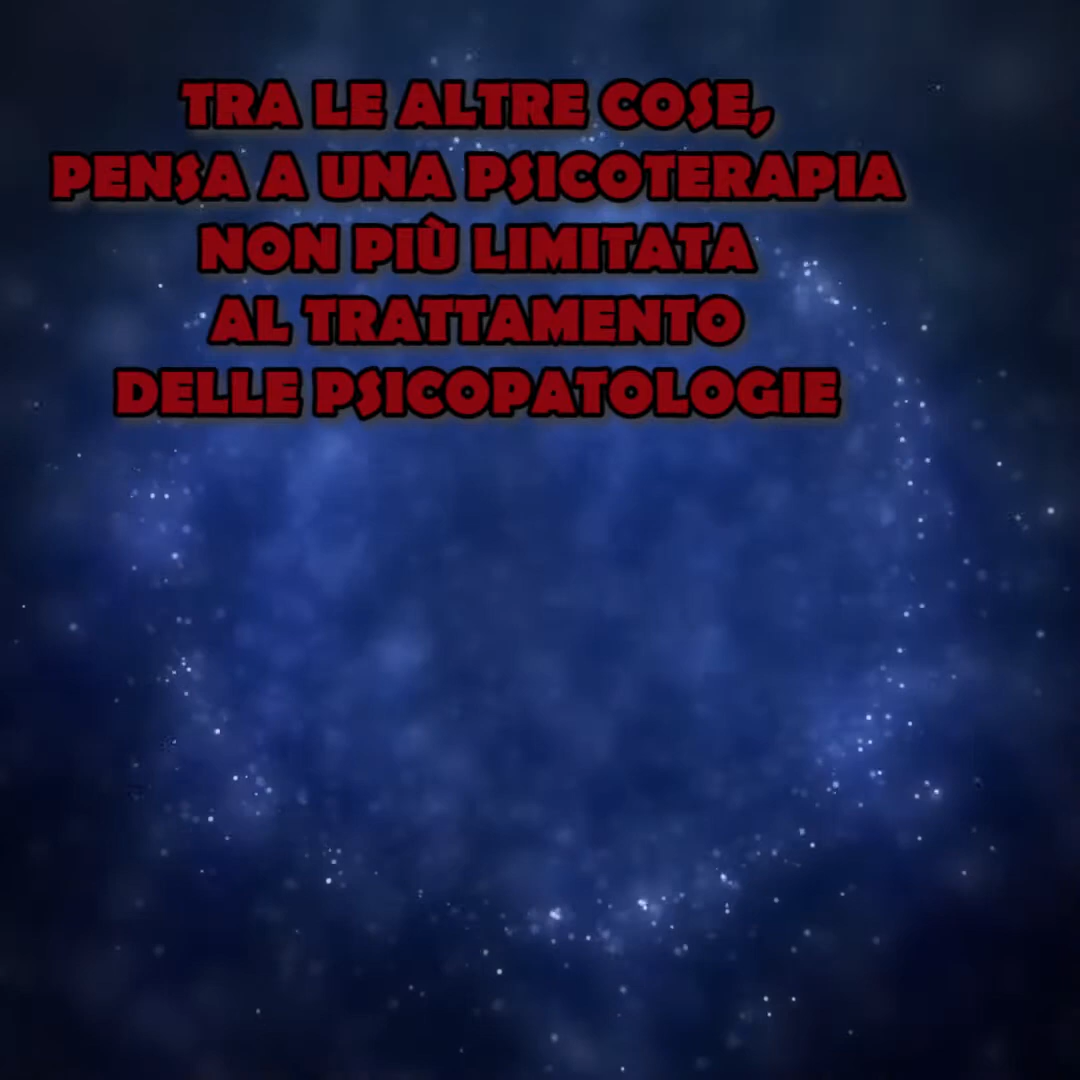 TRA LE ALTRE COSE,
PENSA A UNA PSICOTERAPIA
NON PIÙ LIMITATA
AL TRATTAMENTO
DELLE PSICOPATOLOGIE